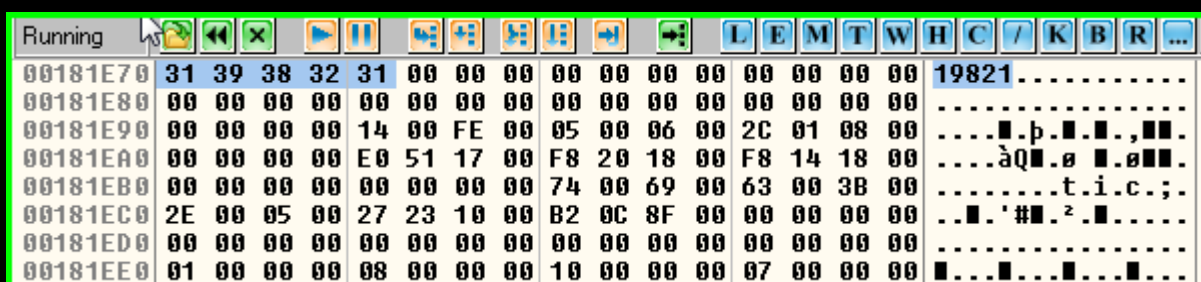 Running L E M T W H C / K B R ...
00181E70 31 39 38 32 31 00 00 00 00 00 00 00 00 00 00 00 19821...........
00181E80 00 00 00 00 00 00 00 00 00 00 00 00 00 00 00 00 ................
00181E90 00 00 00 00 14 00 FE 00 05 00 06 00 2C 01 08 00 ....■.þ.■.■.,■■.
00181EA0 00 00 00 00 E0 51 17 00 F8 20 18 00 F8 14 18 00 ....àQ■.ø ■.ø■■.
00181EB0 00 00 00 00 00 00 00 00 74 00 69 00 63 00 3B 00 ........t.i.c.;.
00181EC0 2E 00 05 00 27 23 10 00 B2 0C 8F 00 00 00 00 00 ..■.'#■.².■.....
00181ED0 00 00 00 00 00 00 00 00 00 00 00 00 00 00 00 00 ................
00181EE0 01 00 00 00 08 00 00 00 10 00 00 00 07 00 00 00 ■...■...■...■...